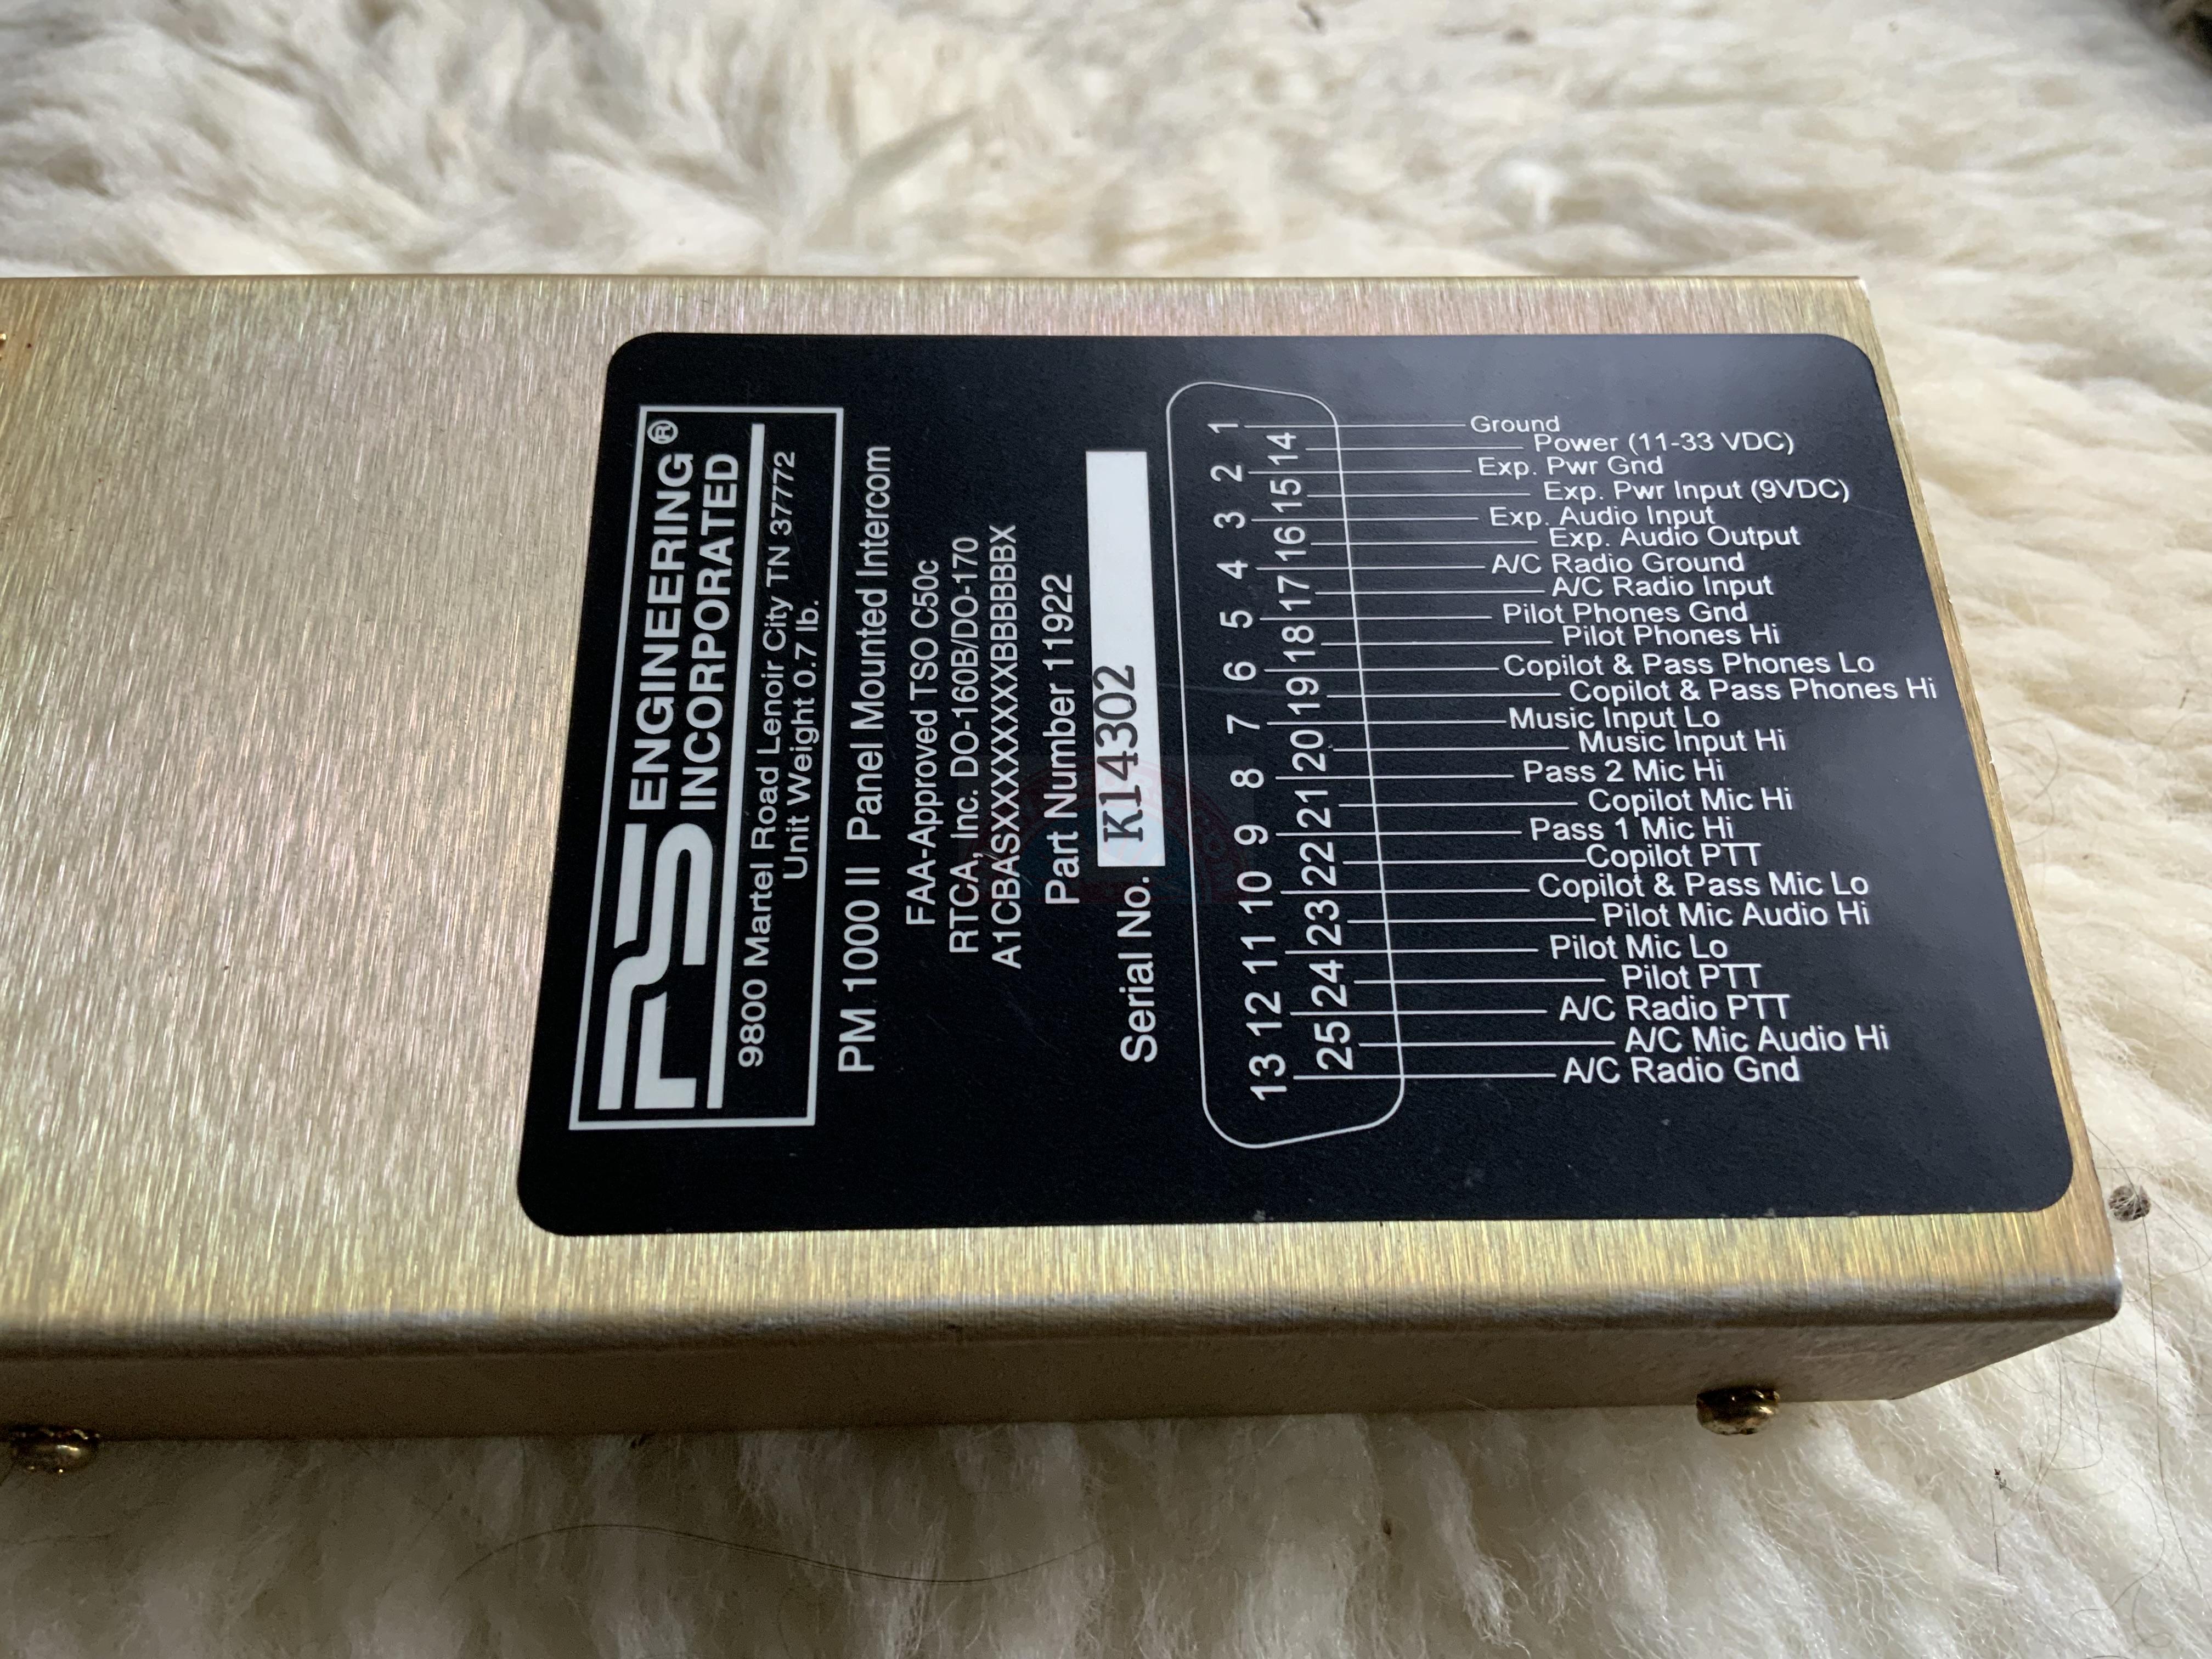 PS ENGINEERING ®
INCORPORATED
9800 Martel Road Lenoir City TN 37772
Unit Weight 0.7 lb.
PM 1000 II Panel Mounted Intercom
FAA-Approved TSO C50c
RTCA, Inc. DO-160B/DO-170
Part Number 11922
Serial No. K14302
1 Ground
14 Power (11-33 VDC)
2 Exp. Pwr Gnd
15 Exp. Pwr Input (9VDC)
3 Exp. Audio Input
16 Exp. Audio Output
4 A/C Radio Ground
17 A/C Radio Input
5 Pilot Phones Gnd
18 Pilot Phones Hi
6 Copilot & Pass Phones Lo
19 Copilot & Pass Phones Hi
7 Music Input Lo
20 Music Input Hi
8 Pass 2 Mic Hi
21 Copilot Mic Hi
9 Pass 1 Mic Hi
22 Copilot PTT
10 Copilot & Pass Mic Lo
23 Pilot Mic Audio Hi
11 Pilot Mic Lo
24 Pilot PTT
12 A/C Radio PTT
25 A/C Mic Audio Hi
13 A/C Radio Gnd